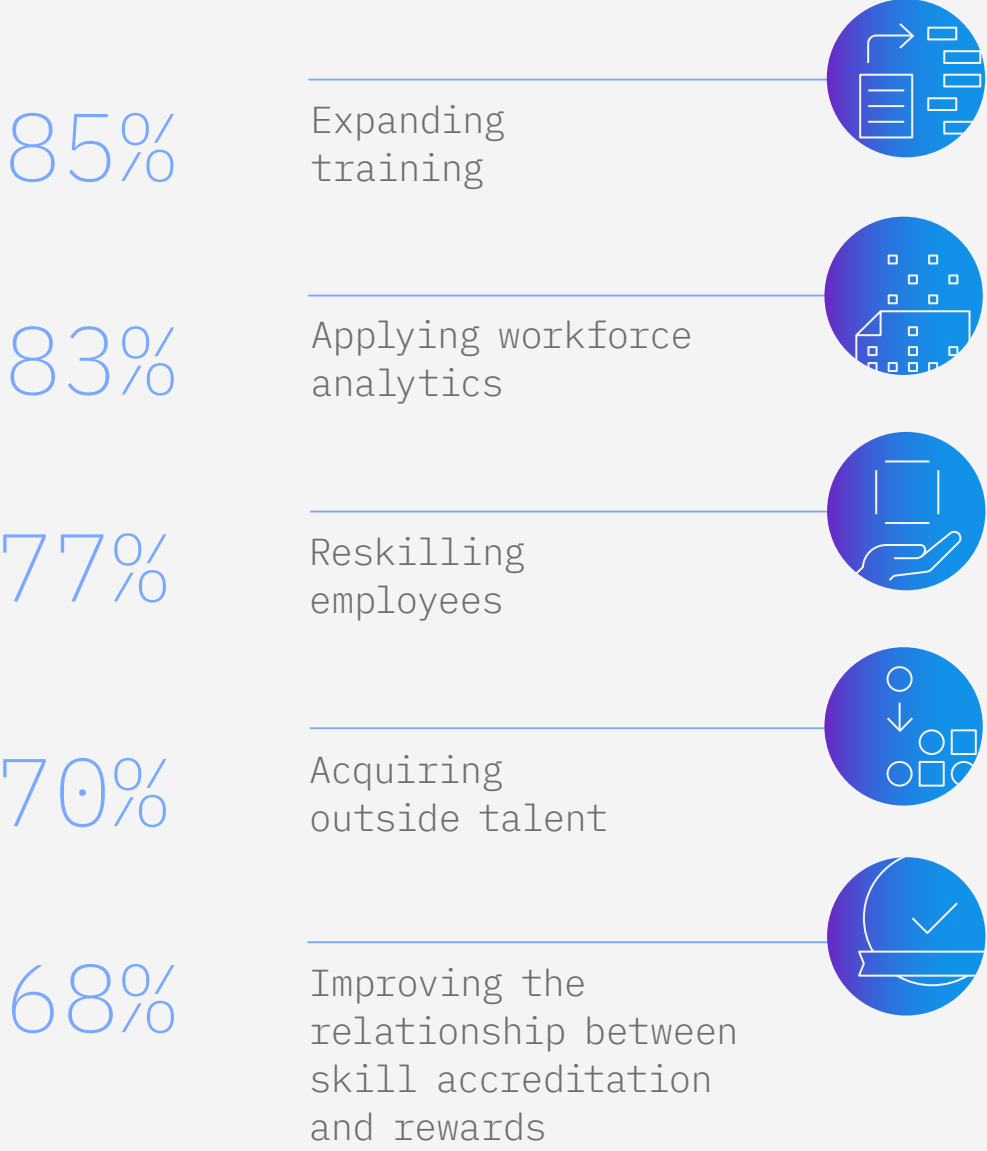 85%
Expanding
training
83%
Applying workforce
analytics
77%
Reskilling
employees
70%
Acquiring
outside talent
68%
Improving the
relationship between
skill accreditation
and rewards